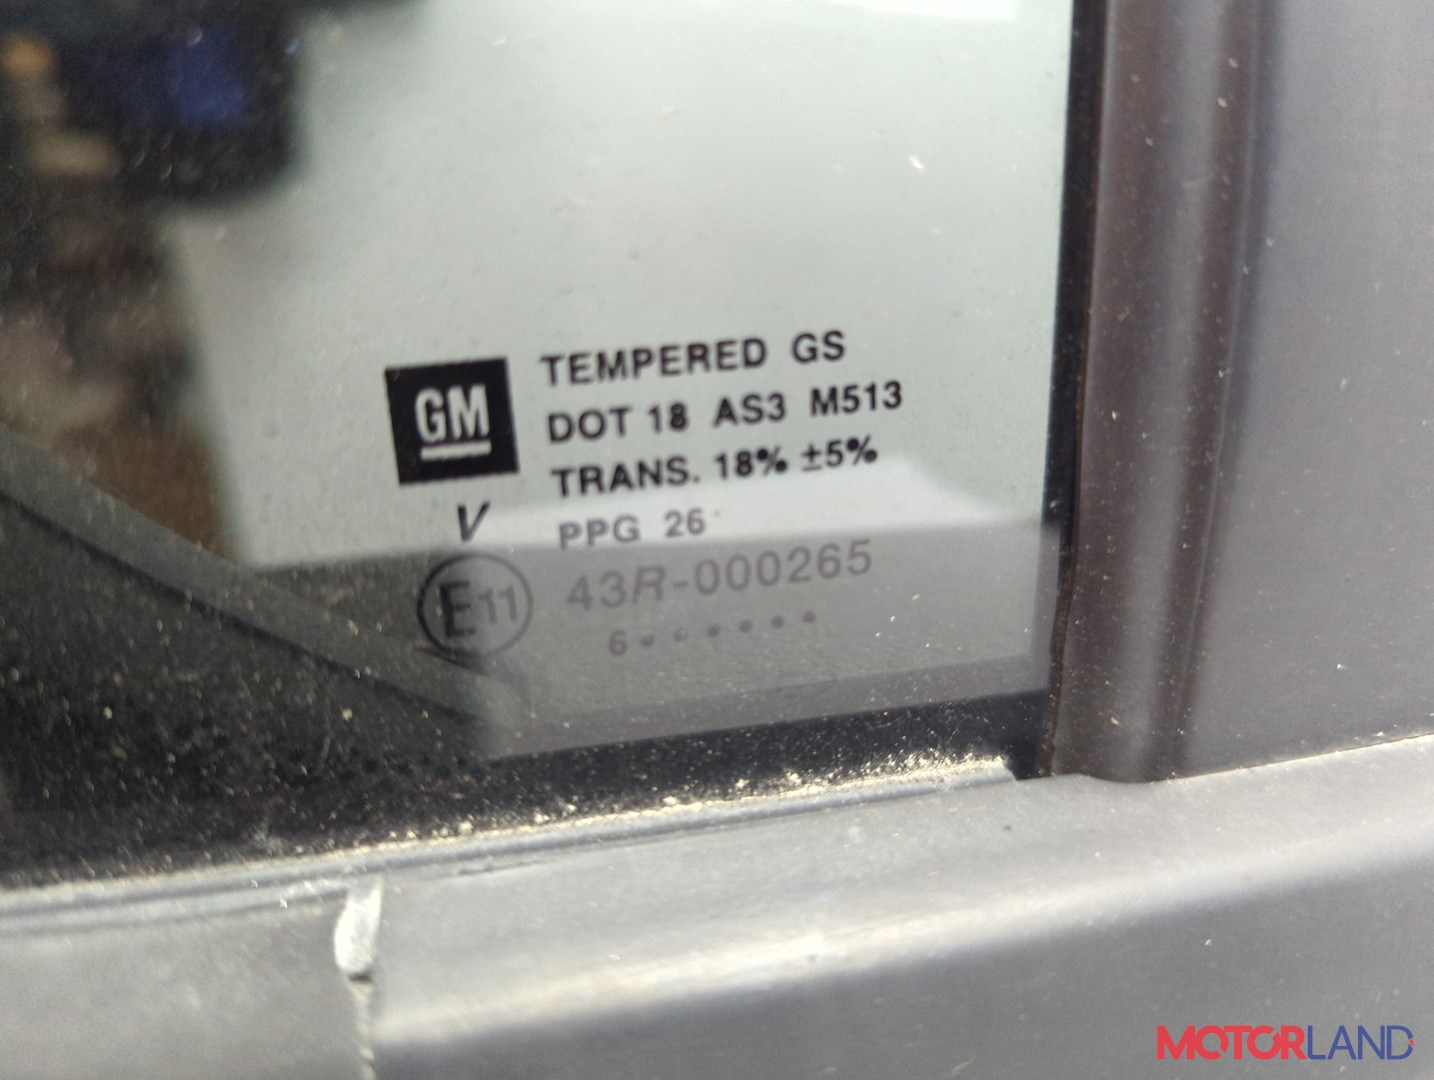 GM
TEMPERED GS
DOT 18 AS3 M513
TRANS. 18% ±5%
V
PPG 26
E11
43R-000265
6••••••
MOTORLAND